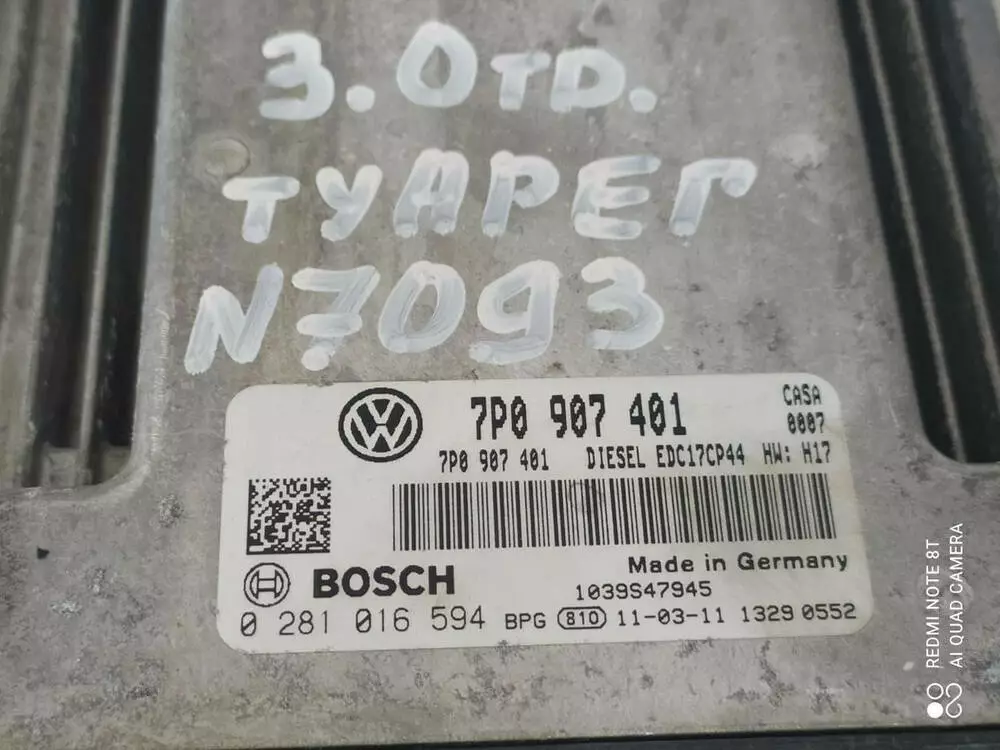 3.0TD.
ТУАРЕГ
N7093
7P0 907 401
CASA
0007
7P0 907 401 DIESEL EDC17CP44 HW: H17
Made in Germany
BOSCH
1039S47945
0 281 016 594 BPG 810 11-03-11 1329 0552
REDMI NOTE 8T
AI QUAD CAMERA